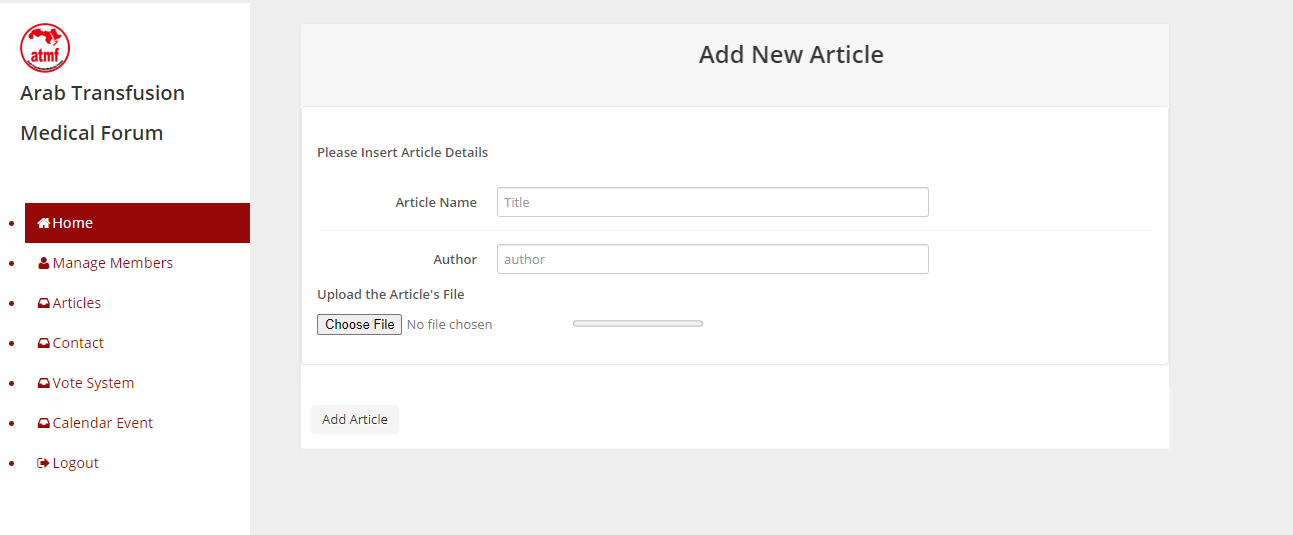 atmf
Arab Transfusion
Medical Forum
Home
Manage Members
Articles
Contact
Vote System
Calendar Event
Logout
Add New Article
Please Insert Article Details
Article Name Title
Author author
Upload the Article's File
Choose File No file chosen
Add Article